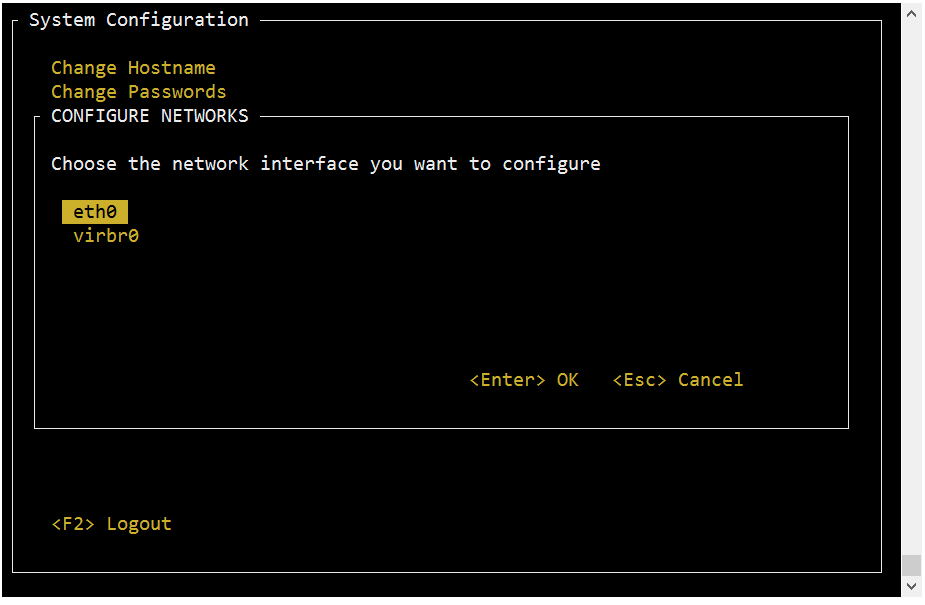 System Configuration
Change Hostname
Change Passwords
CONFIGURE NETWORKS
Choose the network interface you want to configure
eth0
virbr0
<Enter> OK   <Esc> Cancel
<F2> Logout